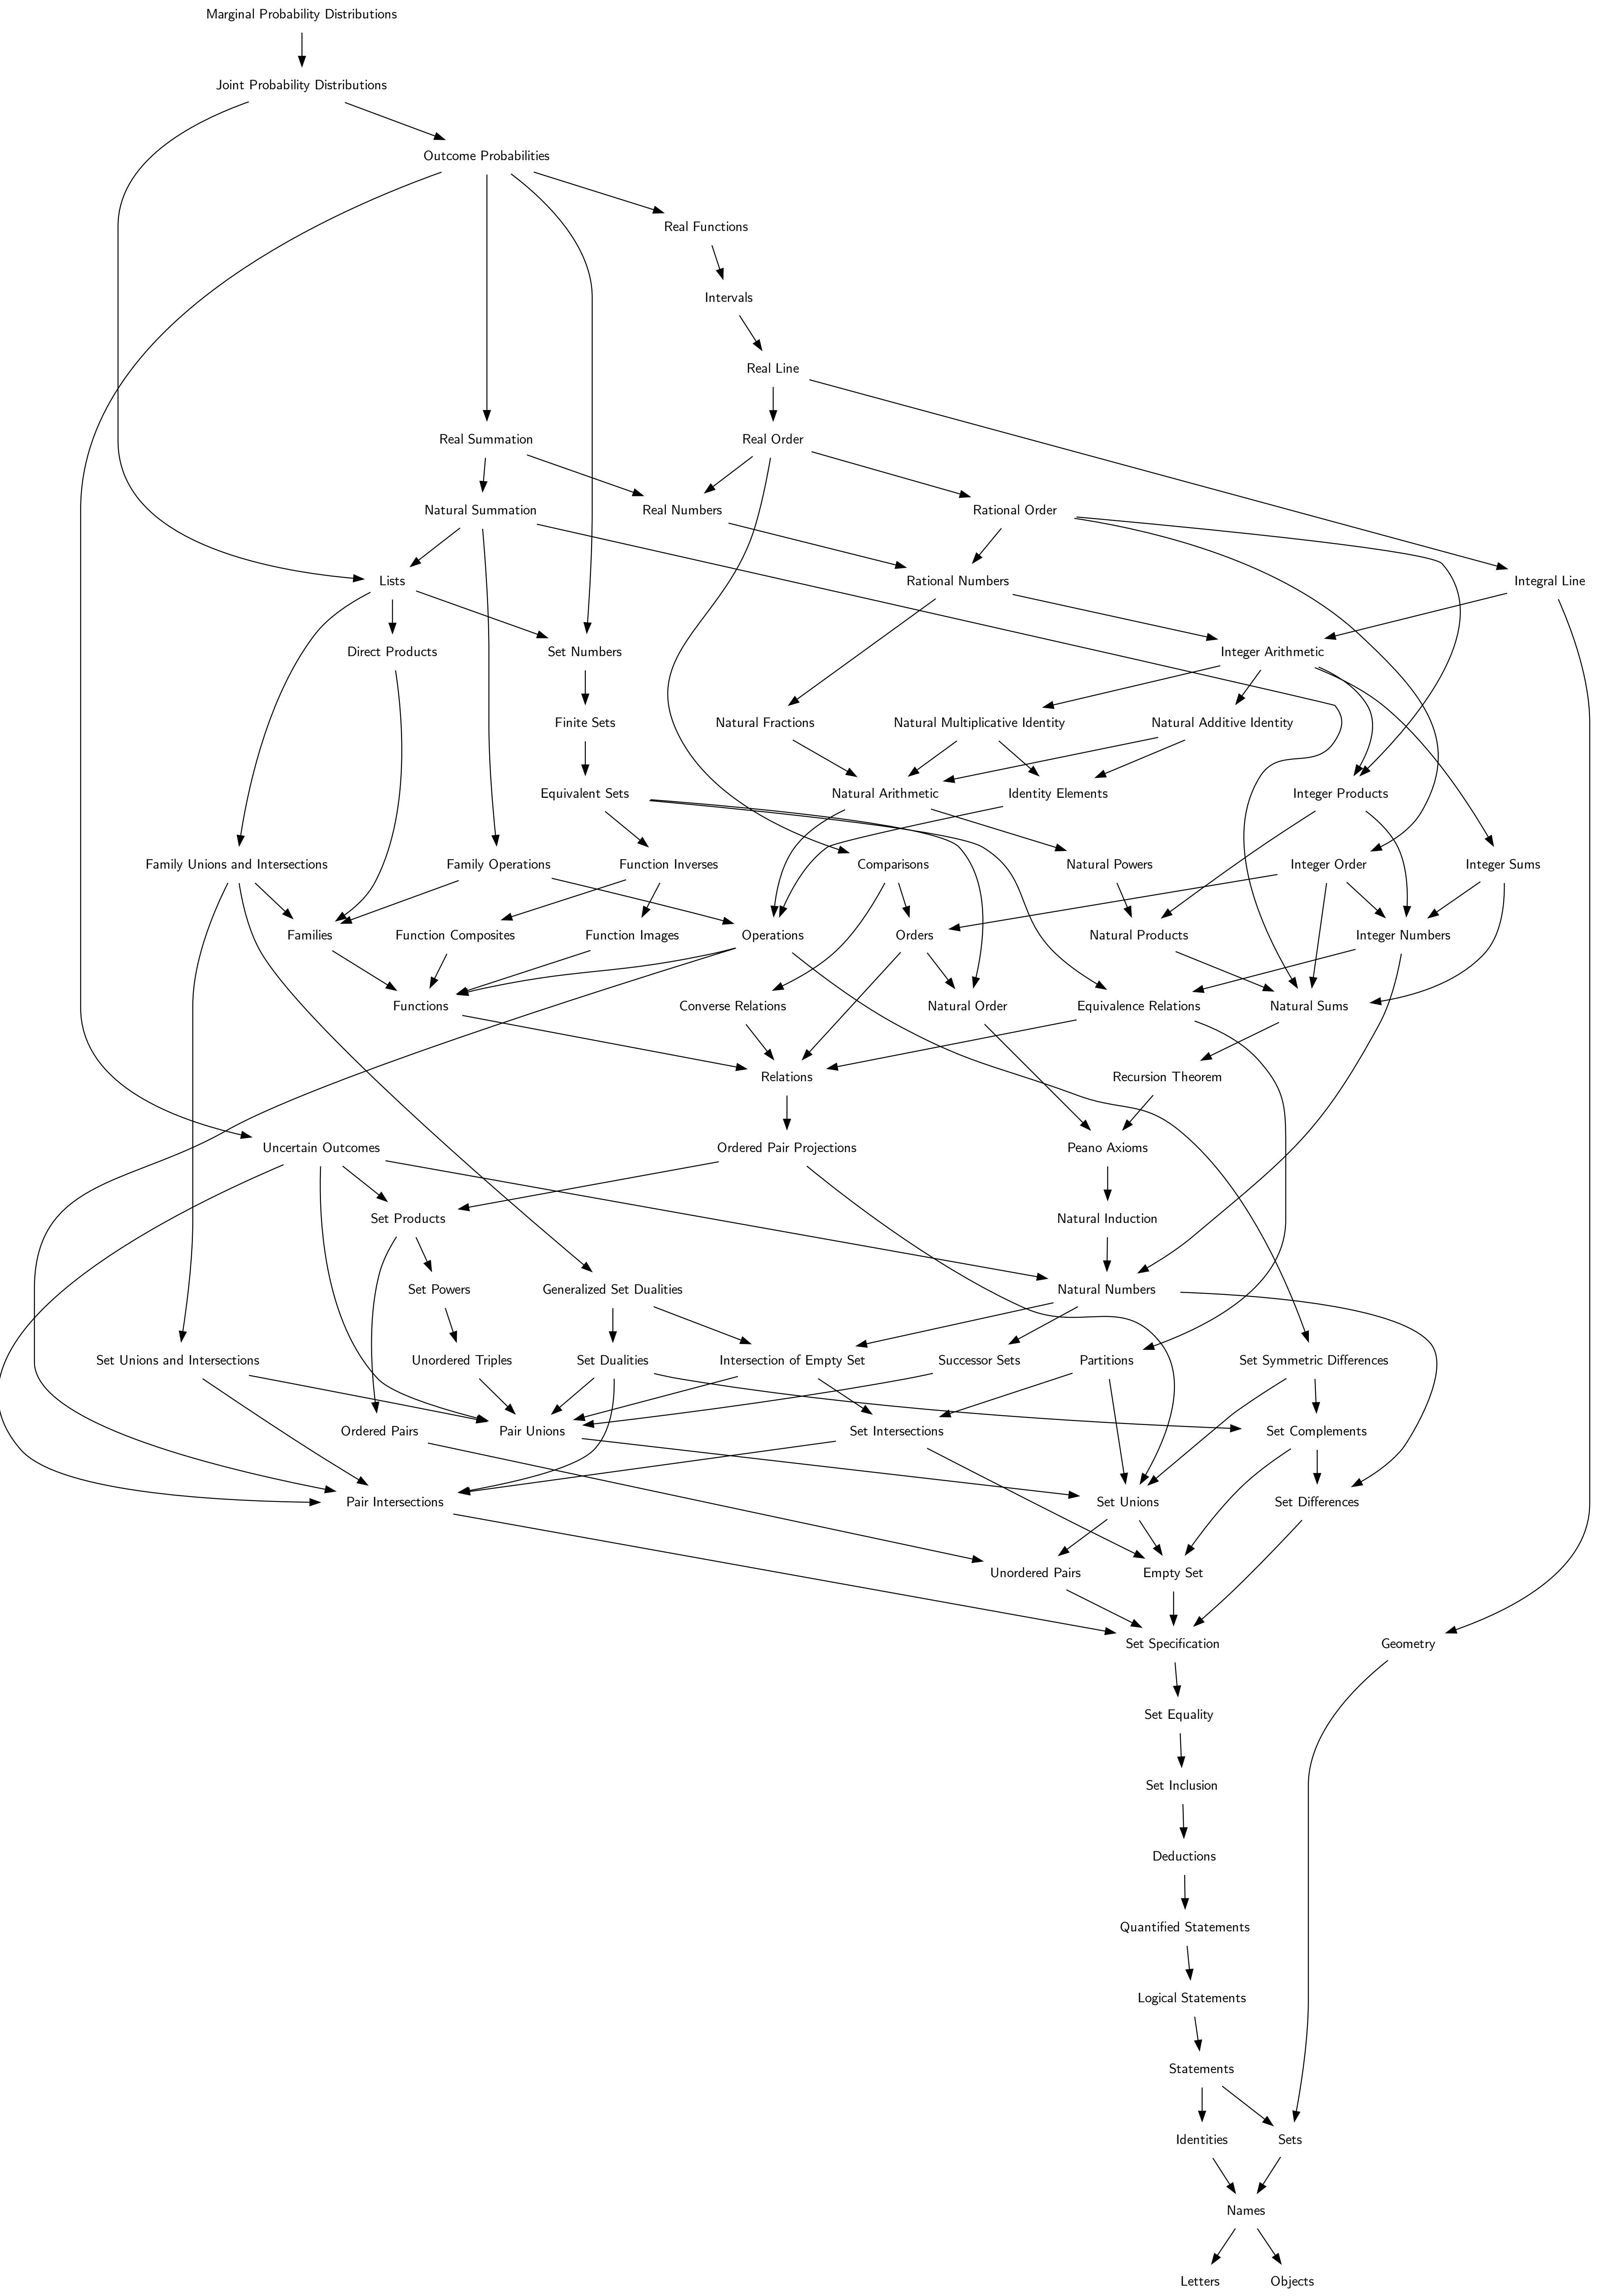 Marginal Probability Distributions
Joint Probability Distributions
Outcome Probabilities
Real Functions
Intervals
Real Line
Real Summation
Real Order
Natural Summation
Real Numbers
Rational Order
Lists
Rational Numbers
Integral Line
Direct Products
Set Numbers
Integer Arithmetic
Finite Sets
Natural Fractions
Natural Multiplicative Identity
Natural Additive Identity
Equivalent Sets
Natural Arithmetic
Identity Elements
Integer Products
Family Unions and Intersections
Family Operations
Function Inverses
Comparisons
Natural Powers
Integer Order
Integer Sums
Families
Function Composites
Function Images
Operations
Orders
Natural Products
Integer Numbers
Functions
Converse Relations
Natural Order
Equivalence Relations
Natural Sums
Relations
Recursion Theorem
Uncertain Outcomes
Ordered Pair Projections
Peano Axioms
Set Products
Natural Induction
Set Powers
Generalized Set Dualities
Natural Numbers
Set Unions and Intersections
Unordered Triples
Set Dualities
Intersection of Empty Set
Successor Sets
Partitions
Set Symmetric Differences
Ordered Pairs
Pair Unions
Set Intersections
Set Complements
Pair Intersections
Set Unions
Set Differences
Unordered Pairs
Empty Set
Set Specification
Geometry
Set Equality
Set Inclusion
Deductions
Quantified Statements
Logical Statements
Statements
Identities
Sets
Names
Letters
Objects